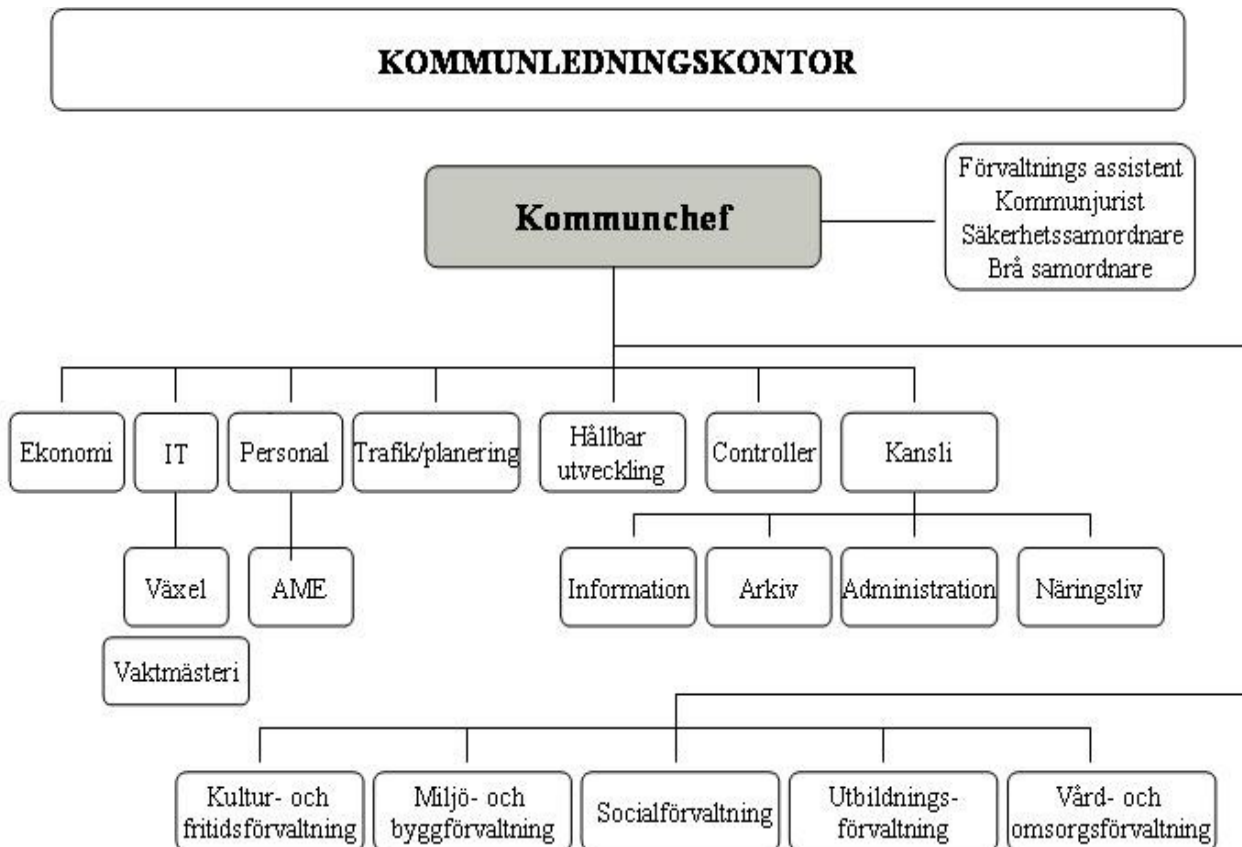 KOMMUNLEDNINGSKONTOR
Kommunchef
Förvaltnings assistent
Kommunjurist
Säkerhetssamordnare
Brå samordnare
Ekonomi
IT
Personal
Trafik/planering
Hållbar
utveckling
Controller
Kansli
Växel
AME
Information
Arkiv
Administration
Näringsliv
Vaktmästeri
Kultur- och
fritidsförvaltning
Miljö- och
byggförvaltning
Socialförvaltning
Utbildnings-
förvaltning
Vård- och
omsorgsförvaltning